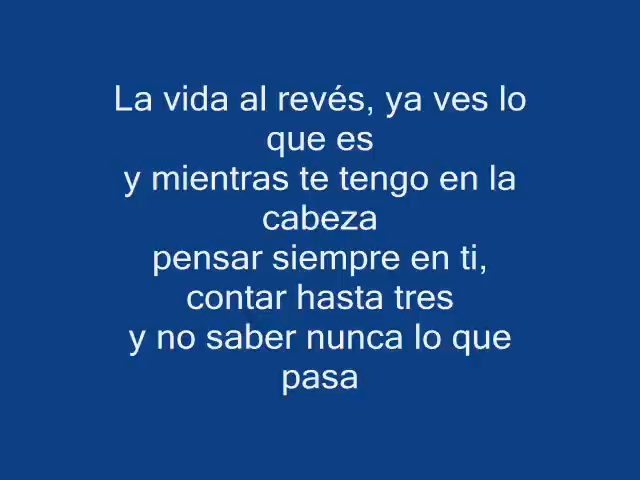 La vida al revés, ya ves lo
que es
y mientras te tengo en la
cabeza
pensar siempre en ti,
contar hasta tres
y no saber nunca lo que
pasa